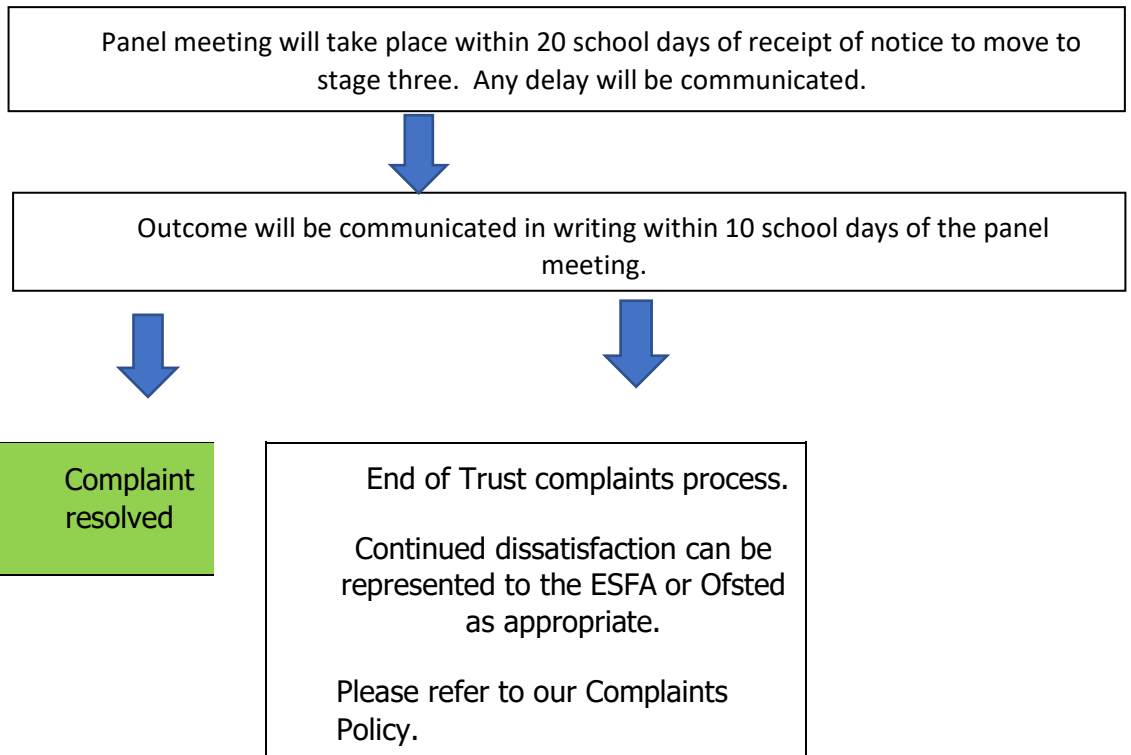 Panel meeting will take place within 20 school days of receipt of notice to move to
stage three.  Any delay will be communicated.
Outcome will be communicated in writing within 10 school days of the panel
meeting.
Complaint
resolved
End of Trust complaints process.
Continued dissatisfaction can be
represented to the ESFA or Ofsted
as appropriate.
Please refer to our Complaints
Policy.